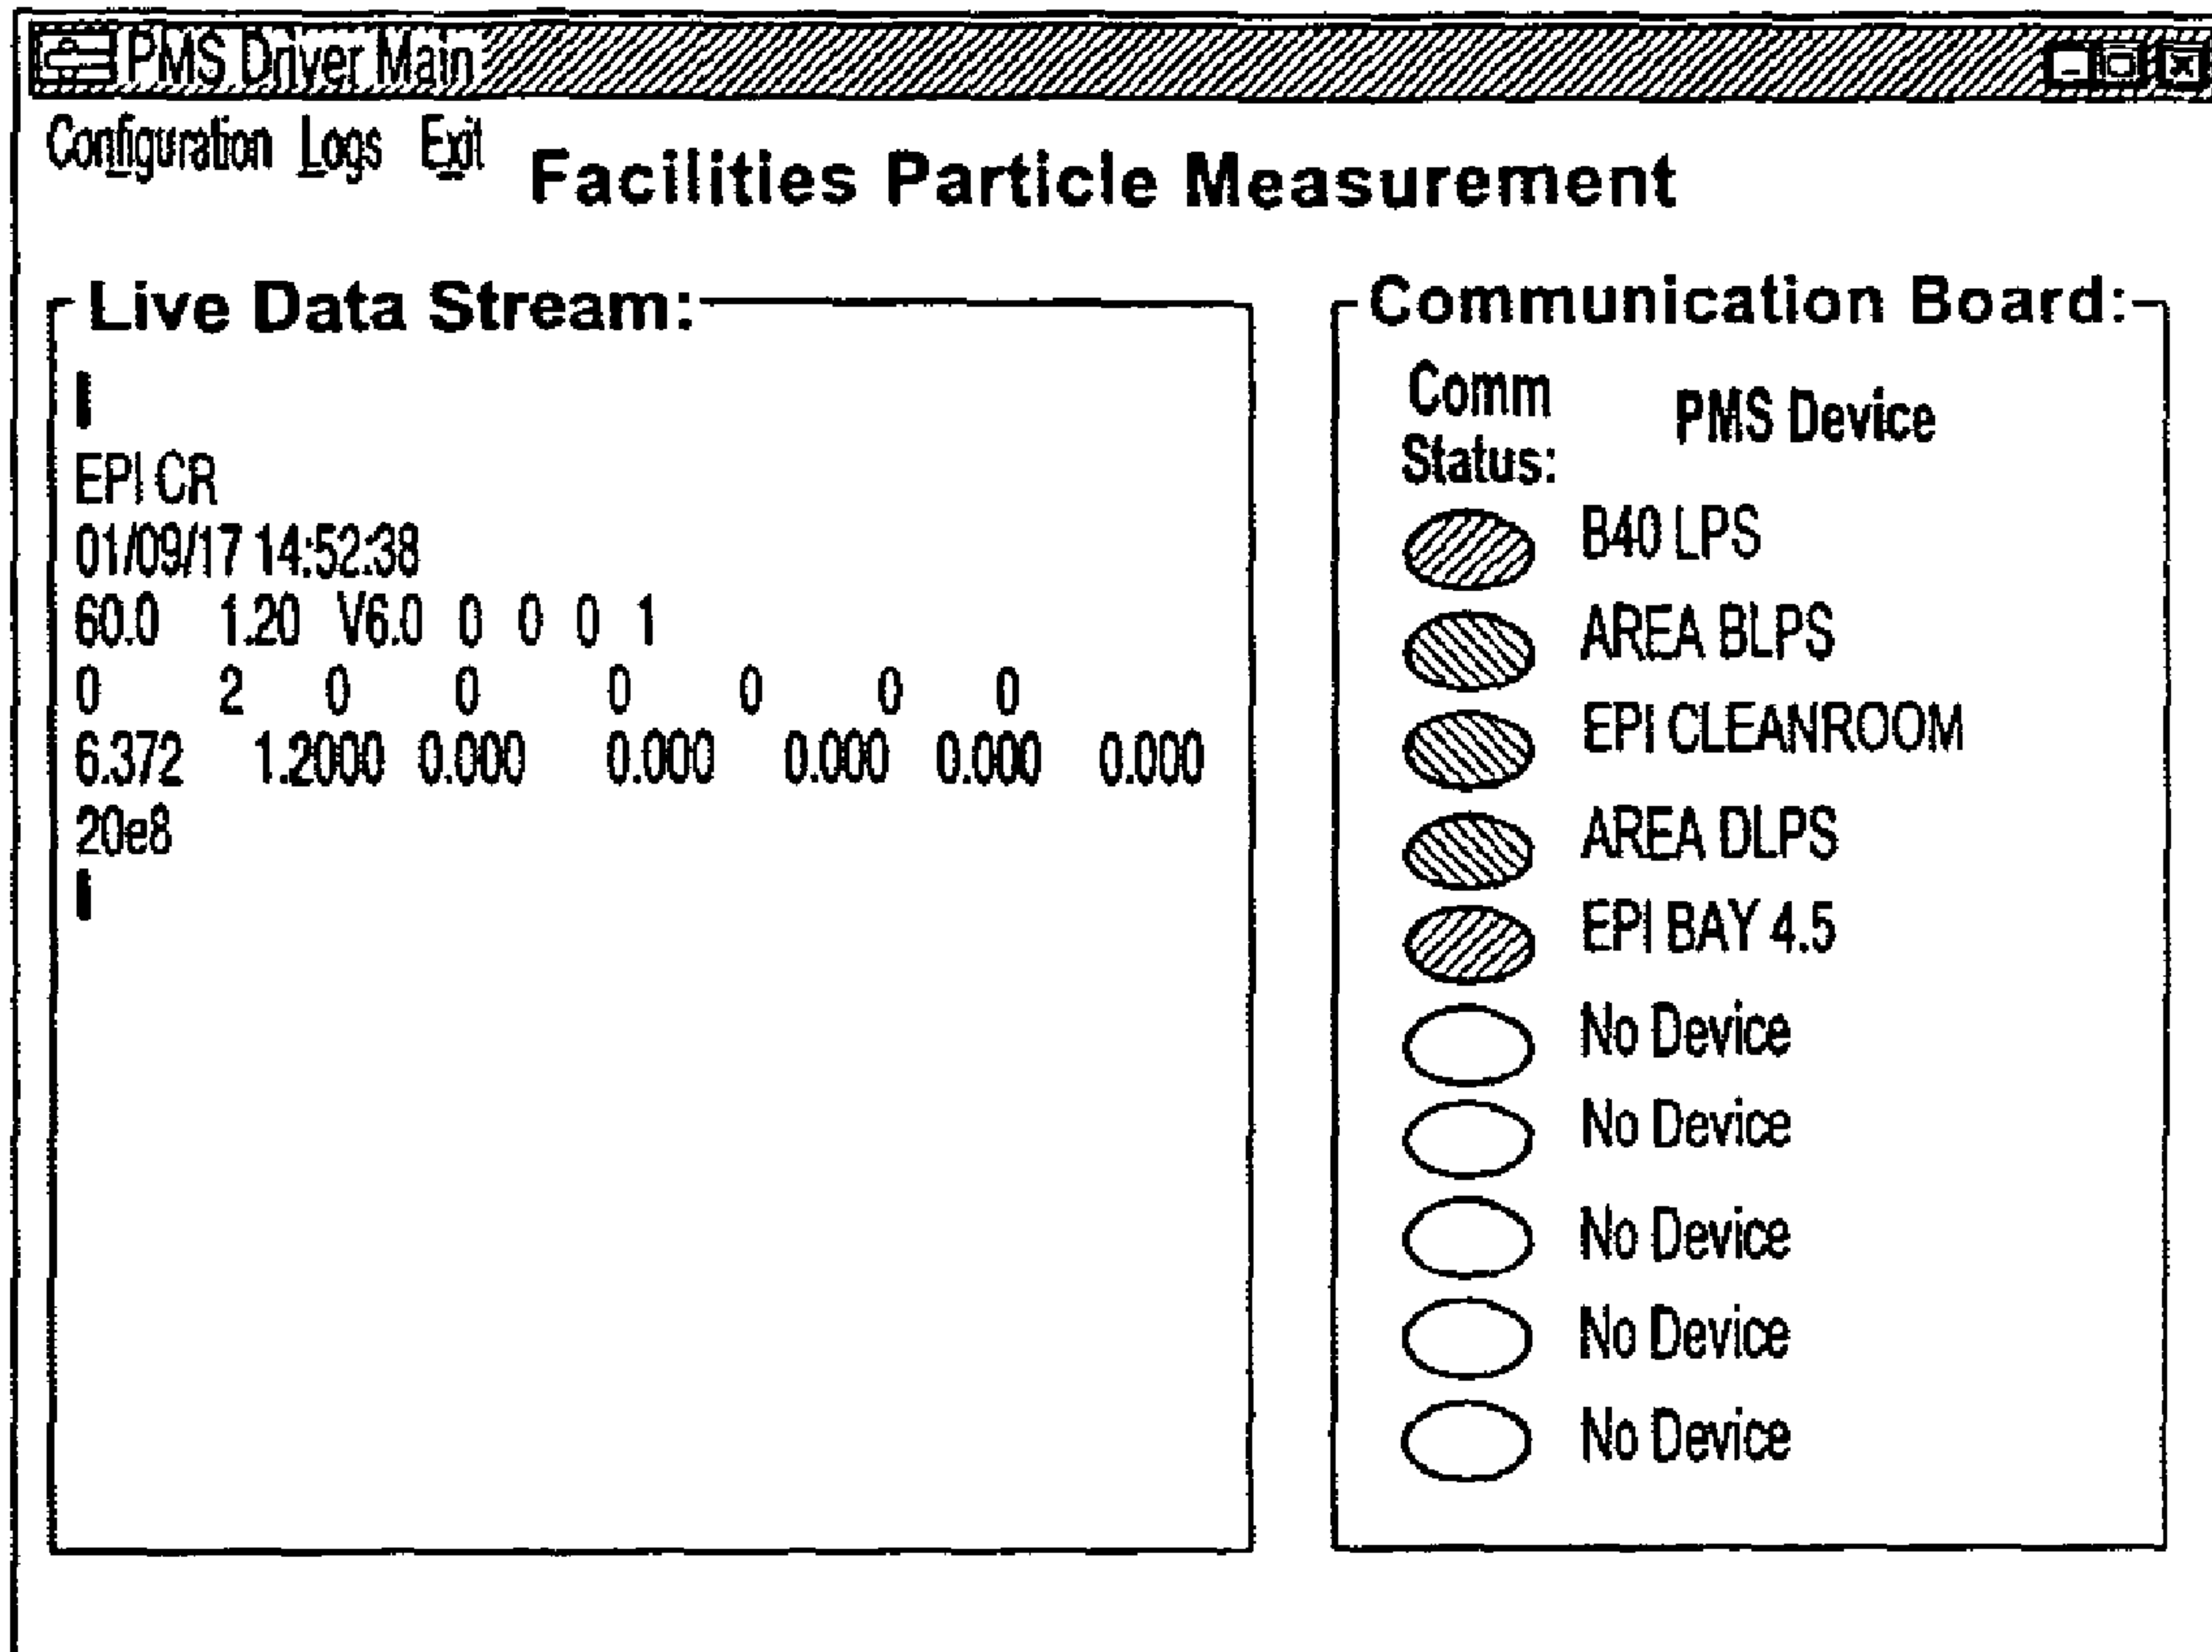 PMS Driver Main
Configuration Logs Exit
Facilities Particle Measurement
Live Data Stream:
EPI CR
01/09/17 14:52:38
60.0 1.20 V6.0 0 0 0 1
0 2 0 0 0 0 0 0
6.372 1.2000 0.000 0.000 0.000 0.000 0.000
20e8
Communication Board:
Comm Status:
PMS Device
B40 LPS
AREA BLPS
EPI CLEANROOM
AREA DLPS
EPI BAY 4.5
No Device
No Device
No Device
No Device
No Device